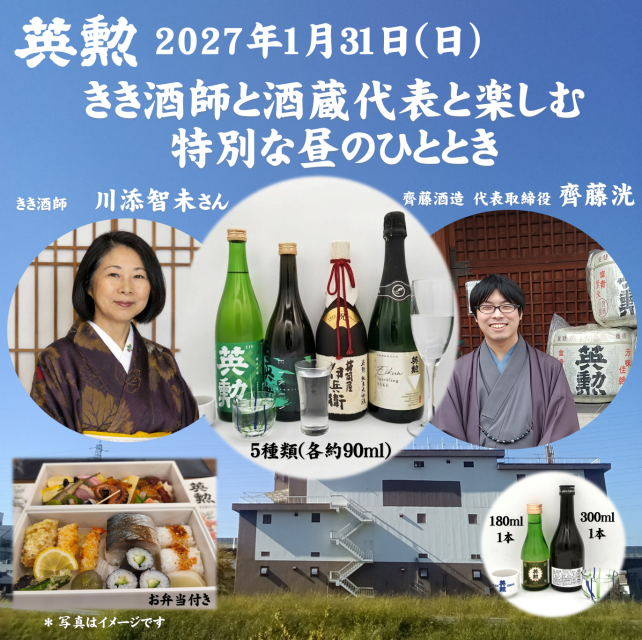 英勲 2027年1月31日(日)
きき酒師と酒蔵代表と楽しむ
特別な昼のひととき
きき酒師 川添智未さん
齊藤酒造 代表取締役 齊藤洸
英勲
英勲
英勲
5種類(各約90ml)
英勲
お弁当付き
180ml
1本
300ml
1本
英勲
＊ 写真はイメージです